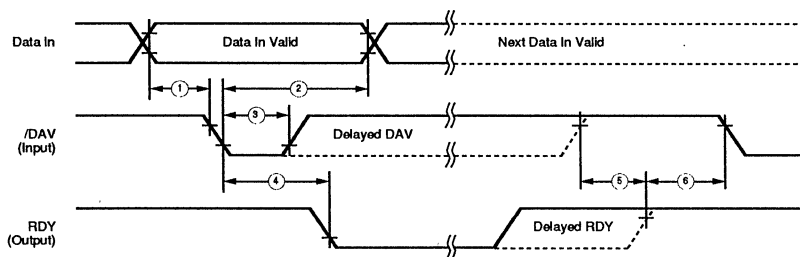 Data In
Data In Valid
Next Data In Valid
1
2
3
/DAV
(Input)
Delayed DAV
4
5
6
RDY
(Output)
Delayed RDY